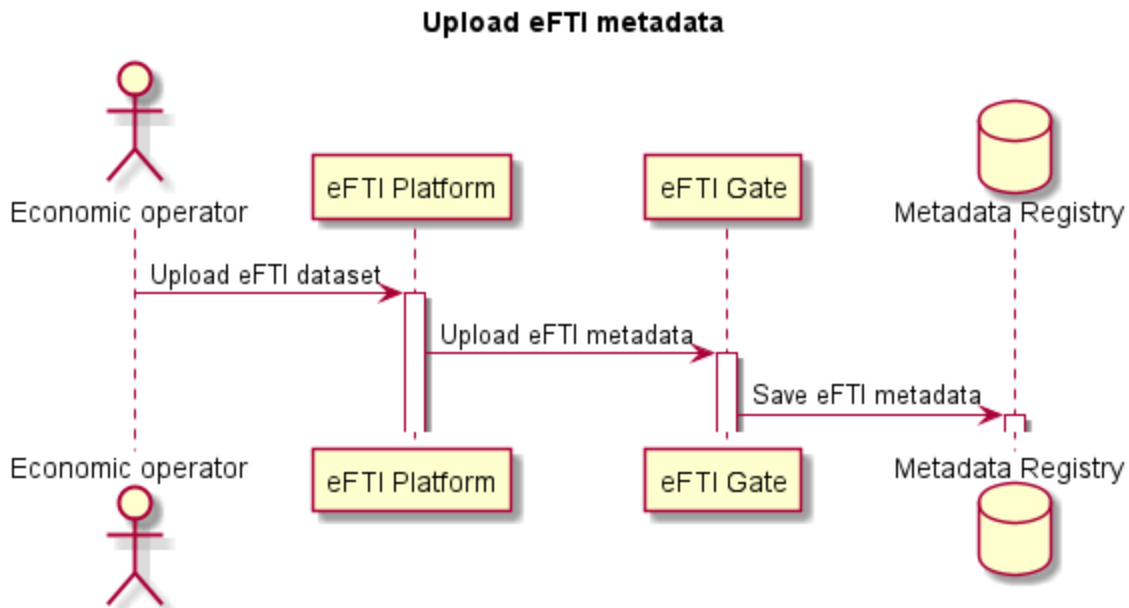 Upload eFTI metadata
Economic operator
eFTI Platform
eFTI Gate
Metadata Registry
Upload eFTI dataset
Upload eFTI metadata
Save eFTI metadata
Economic operator
eFTI Platform
eFTI Gate
Metadata Registry